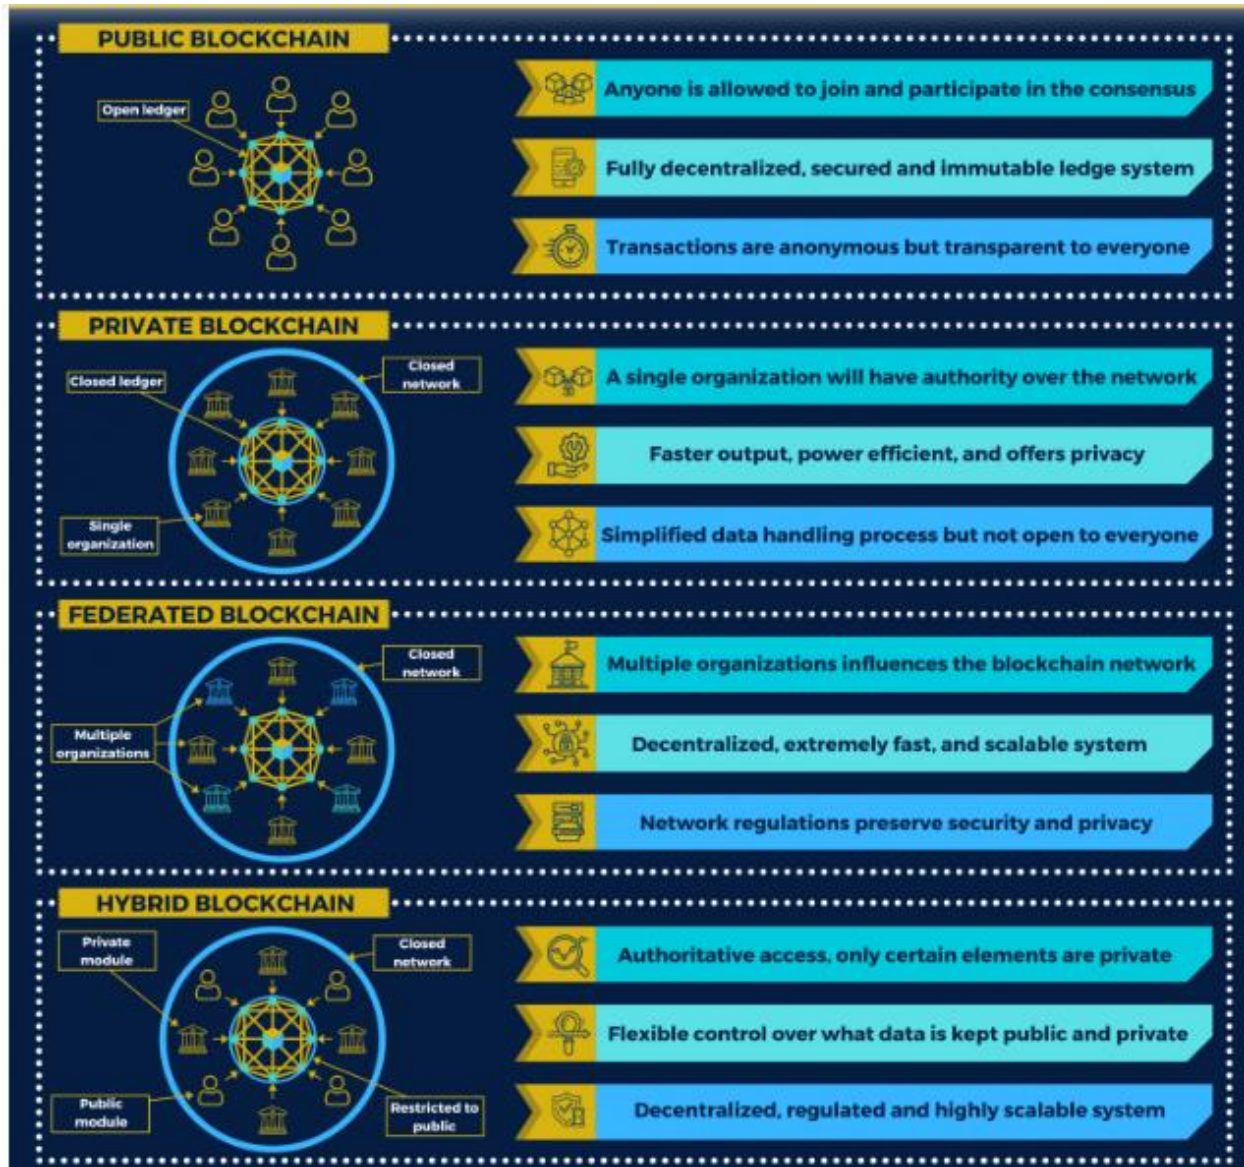 PUBLIC BLOCKCHAIN
Open ledger
Anyone is allowed to join and participate in the consensus
Fully decentralized, secured and immutable ledge system
Transactions are anonymous but transparent to everyone
PRIVATE BLOCKCHAIN
Closed ledger
Closed
network
Single
organization
A single organization will have authority over the network
Faster output, power efficient, and offers privacy
Simplified data handling process but not open to everyone
FEDERATED BLOCKCHAIN
Closed
network
Multiple
organizations
Multiple organizations influences the blockchain network
Decentralized, extremely fast, and scalable system
Network regulations preserve security and privacy
HYBRID BLOCKCHAIN
Private
module
Closed
network
Public
module
Restricted to
public
Authoritative access, only certain elements are private
Flexible control over what data is kept public and private
Decentralized, regulated and highly scalable system